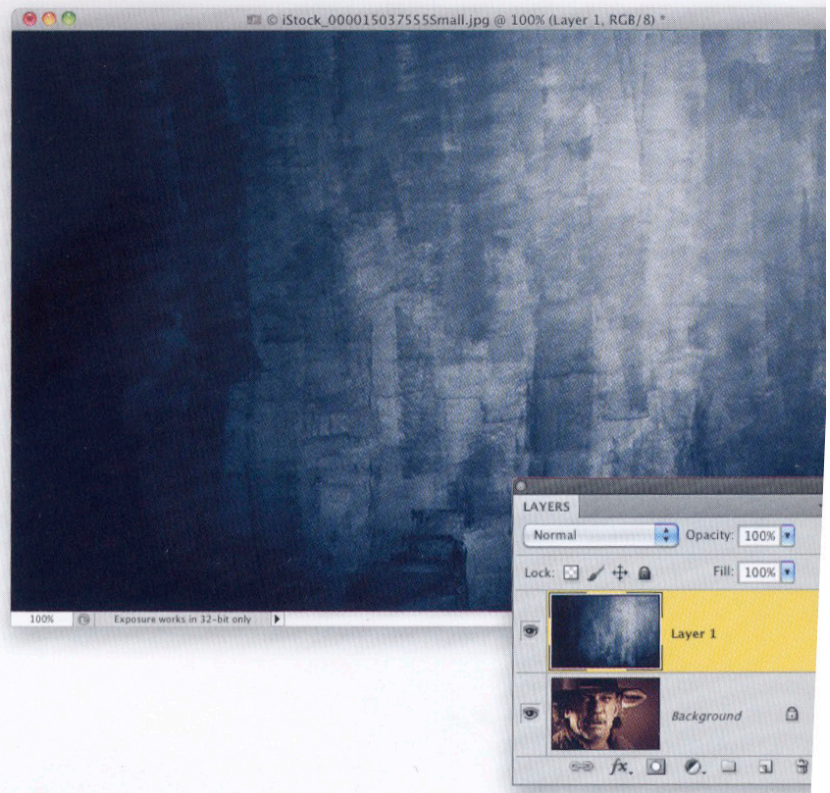 © iStock_000015037555Small.jpg @ 100% (Layer 1, RGB/8) *
LAYERS
Normal Opacity: 100%
Lock: Fill: 100%
Layer 1
Background
fx.
100% Exposure works in 32-bit only